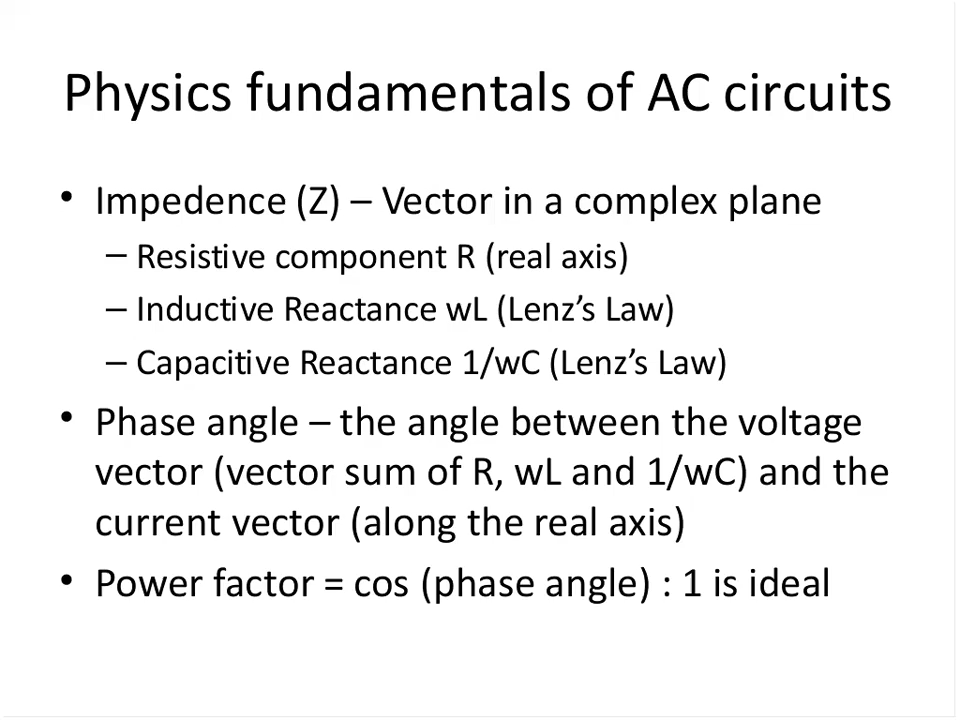 Physics fundamentals of AC circuits
• Impedence (Z) – Vector in a complex plane
– Resistive component R (real axis)
– Inductive Reactance wL (Lenz’s Law)
– Capacitive Reactance 1/wC (Lenz’s Law)
• Phase angle – the angle between the voltage
vector (vector sum of R, wL and 1/wC) and the
current vector (along the real axis)
• Power factor = cos (phase angle) : 1 is ideal